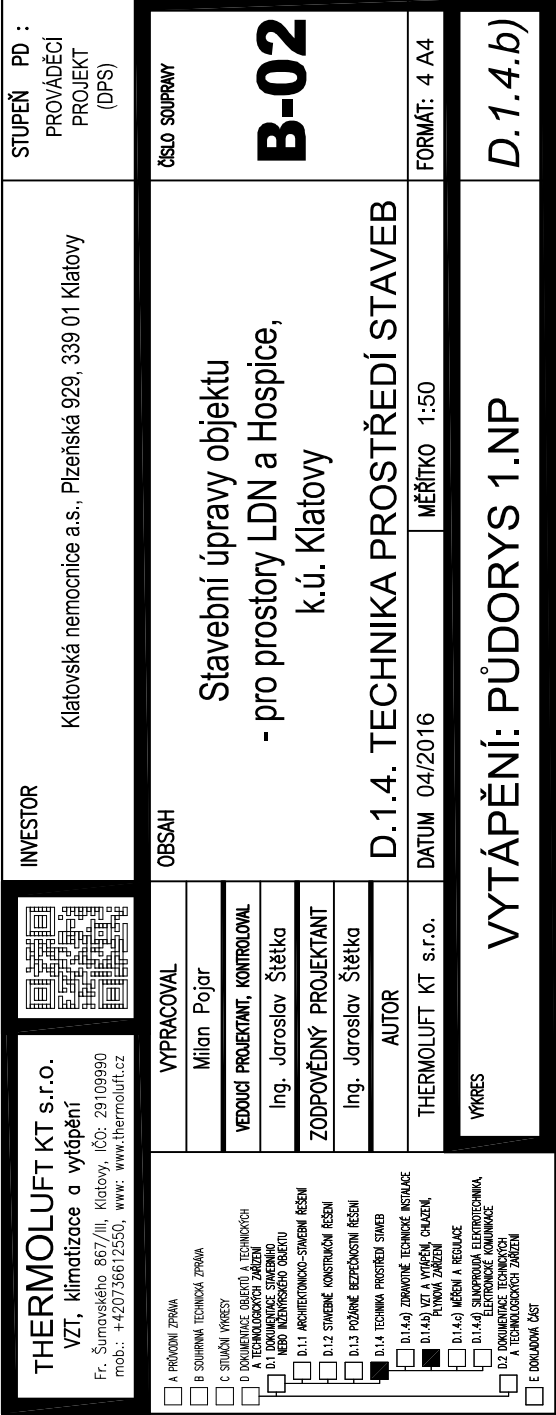 THERMOLUFT KT s.r.o.
VZT, klimatizace a vytápění
Fr. Šumavského 867/III, Klatovy, IČO: 29109990
mob.: +420736612550, www: www.thermoluft.cz
INVESTOR
Klatovská nemocnice a.s., Plzeňská 929, 339 01 Klatovy
STUPEŇ PD :
PROVÁDĚCÍ
PROJEKT
(DPS)
A PRŮVODNÍ ZPRÁVA
B SOUHRNNÁ TECHNICKÁ ZPRÁVA
C SITUAČNÍ VÝKRESY
D DOKUMENTACE OBJEKTŮ A TECHNICKÝCH
A TECHNOLOGICKÝCH ZAŘÍZENÍ
D.1 DOKUMENTACE STAVEBNÍHO
NEBO INŽENÝRSKÉHO OBJEKTU
D.1.1 ARCHITEKTONICKO-STAVEBNÍ ŘEŠENÍ
D.1.2 STAVEBNĚ KONSTRUKČNÍ ŘEŠENÍ
D.1.3 POŽÁRNĚ BEZPEČNOSTNÍ ŘEŠENÍ
D.1.4 TECHNIKA PROSTŘEDÍ STAVEB
D.1.4.a) ZDRAVOTNĚ TECHNICKÉ INSTALACE
D.1.4.b) VZT A VYTÁPĚNÍ, CHLAZENÍ,
PLYNOVÁ ZAŘÍZENÍ
D.1.4.c) MĚŘENÍ A REGULACE
D.1.4.d) SILNOPROUDÁ ELEKTROTECHNIKA,
ELEKTRONICKÉ KOMUNIKACE
D.2 DOKUMENTACE TECHNICKÝCH
A TECHNOLOGICKÝCH ZAŘÍZENÍ
E DOKLADOVÁ ČÁST
VYPRACOVAL
Milan Pojar
VEDOUCÍ PROJEKTANT, KONTROLOVAL
Ing. Jaroslav Štětka
ZODPOVĚDNÝ PROJEKTANT
Ing. Jaroslav Štětka
AUTOR
THERMOLUFT KT s.r.o.
OBSAH
Stavební úpravy objektu
- pro prostory LDN a Hospice,
k.ú. Klatovy
D.1.4. TECHNIKA PROSTŘEDÍ STAVEB
DATUM 04/2016
MĚŘÍTKO 1:50
ČÍSLO SOUPRAVY
B-02
FORMÁT: 4 A4
VÝKRES
VYTÁPĚNÍ: PŮDORYS 1.NP
D.1.4.b)